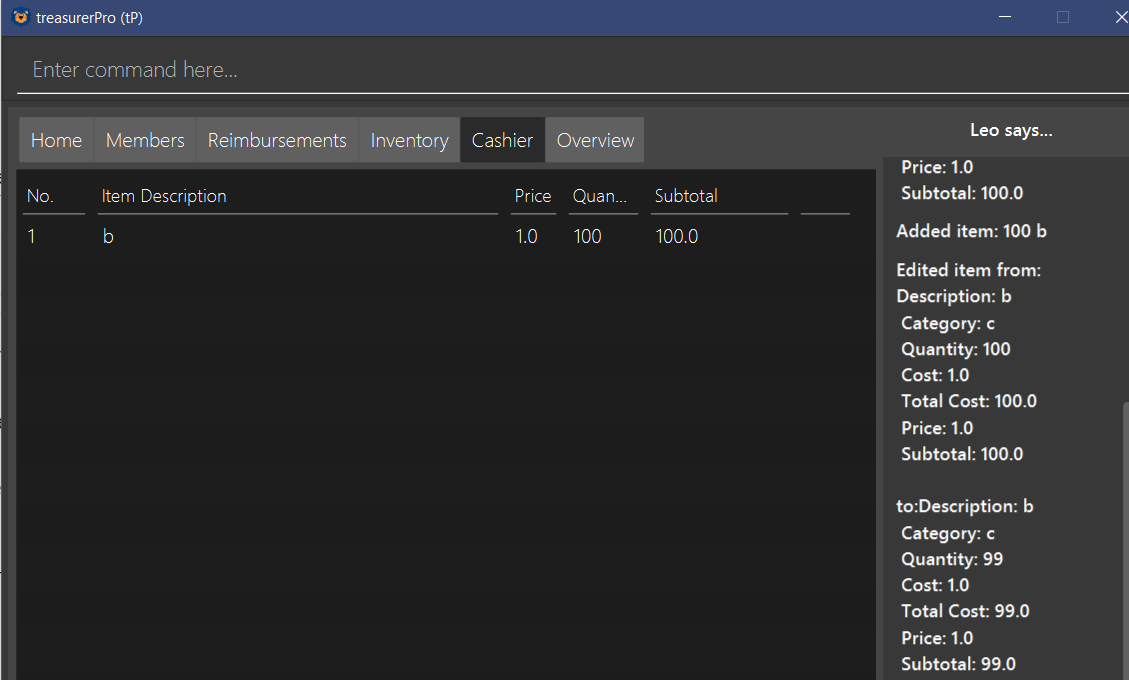 treasurerPro (tP)
Enter command here...
Home Members Reimbursements Inventory Cashier Overview
No. Item Description Price Quan... Subtotal
1 b 1.0 100 100.0
Leo says...
Price: 1.0
Subtotal: 100.0
Added item: 100 b
Edited item from:
Description: b
Category: c
Quantity: 100
Cost: 1.0
Total Cost: 100.0
Price: 1.0
Subtotal: 100.0
to:Description: b
Category: c
Quantity: 99
Cost: 1.0
Total Cost: 99.0
Price: 1.0
Subtotal: 99.0